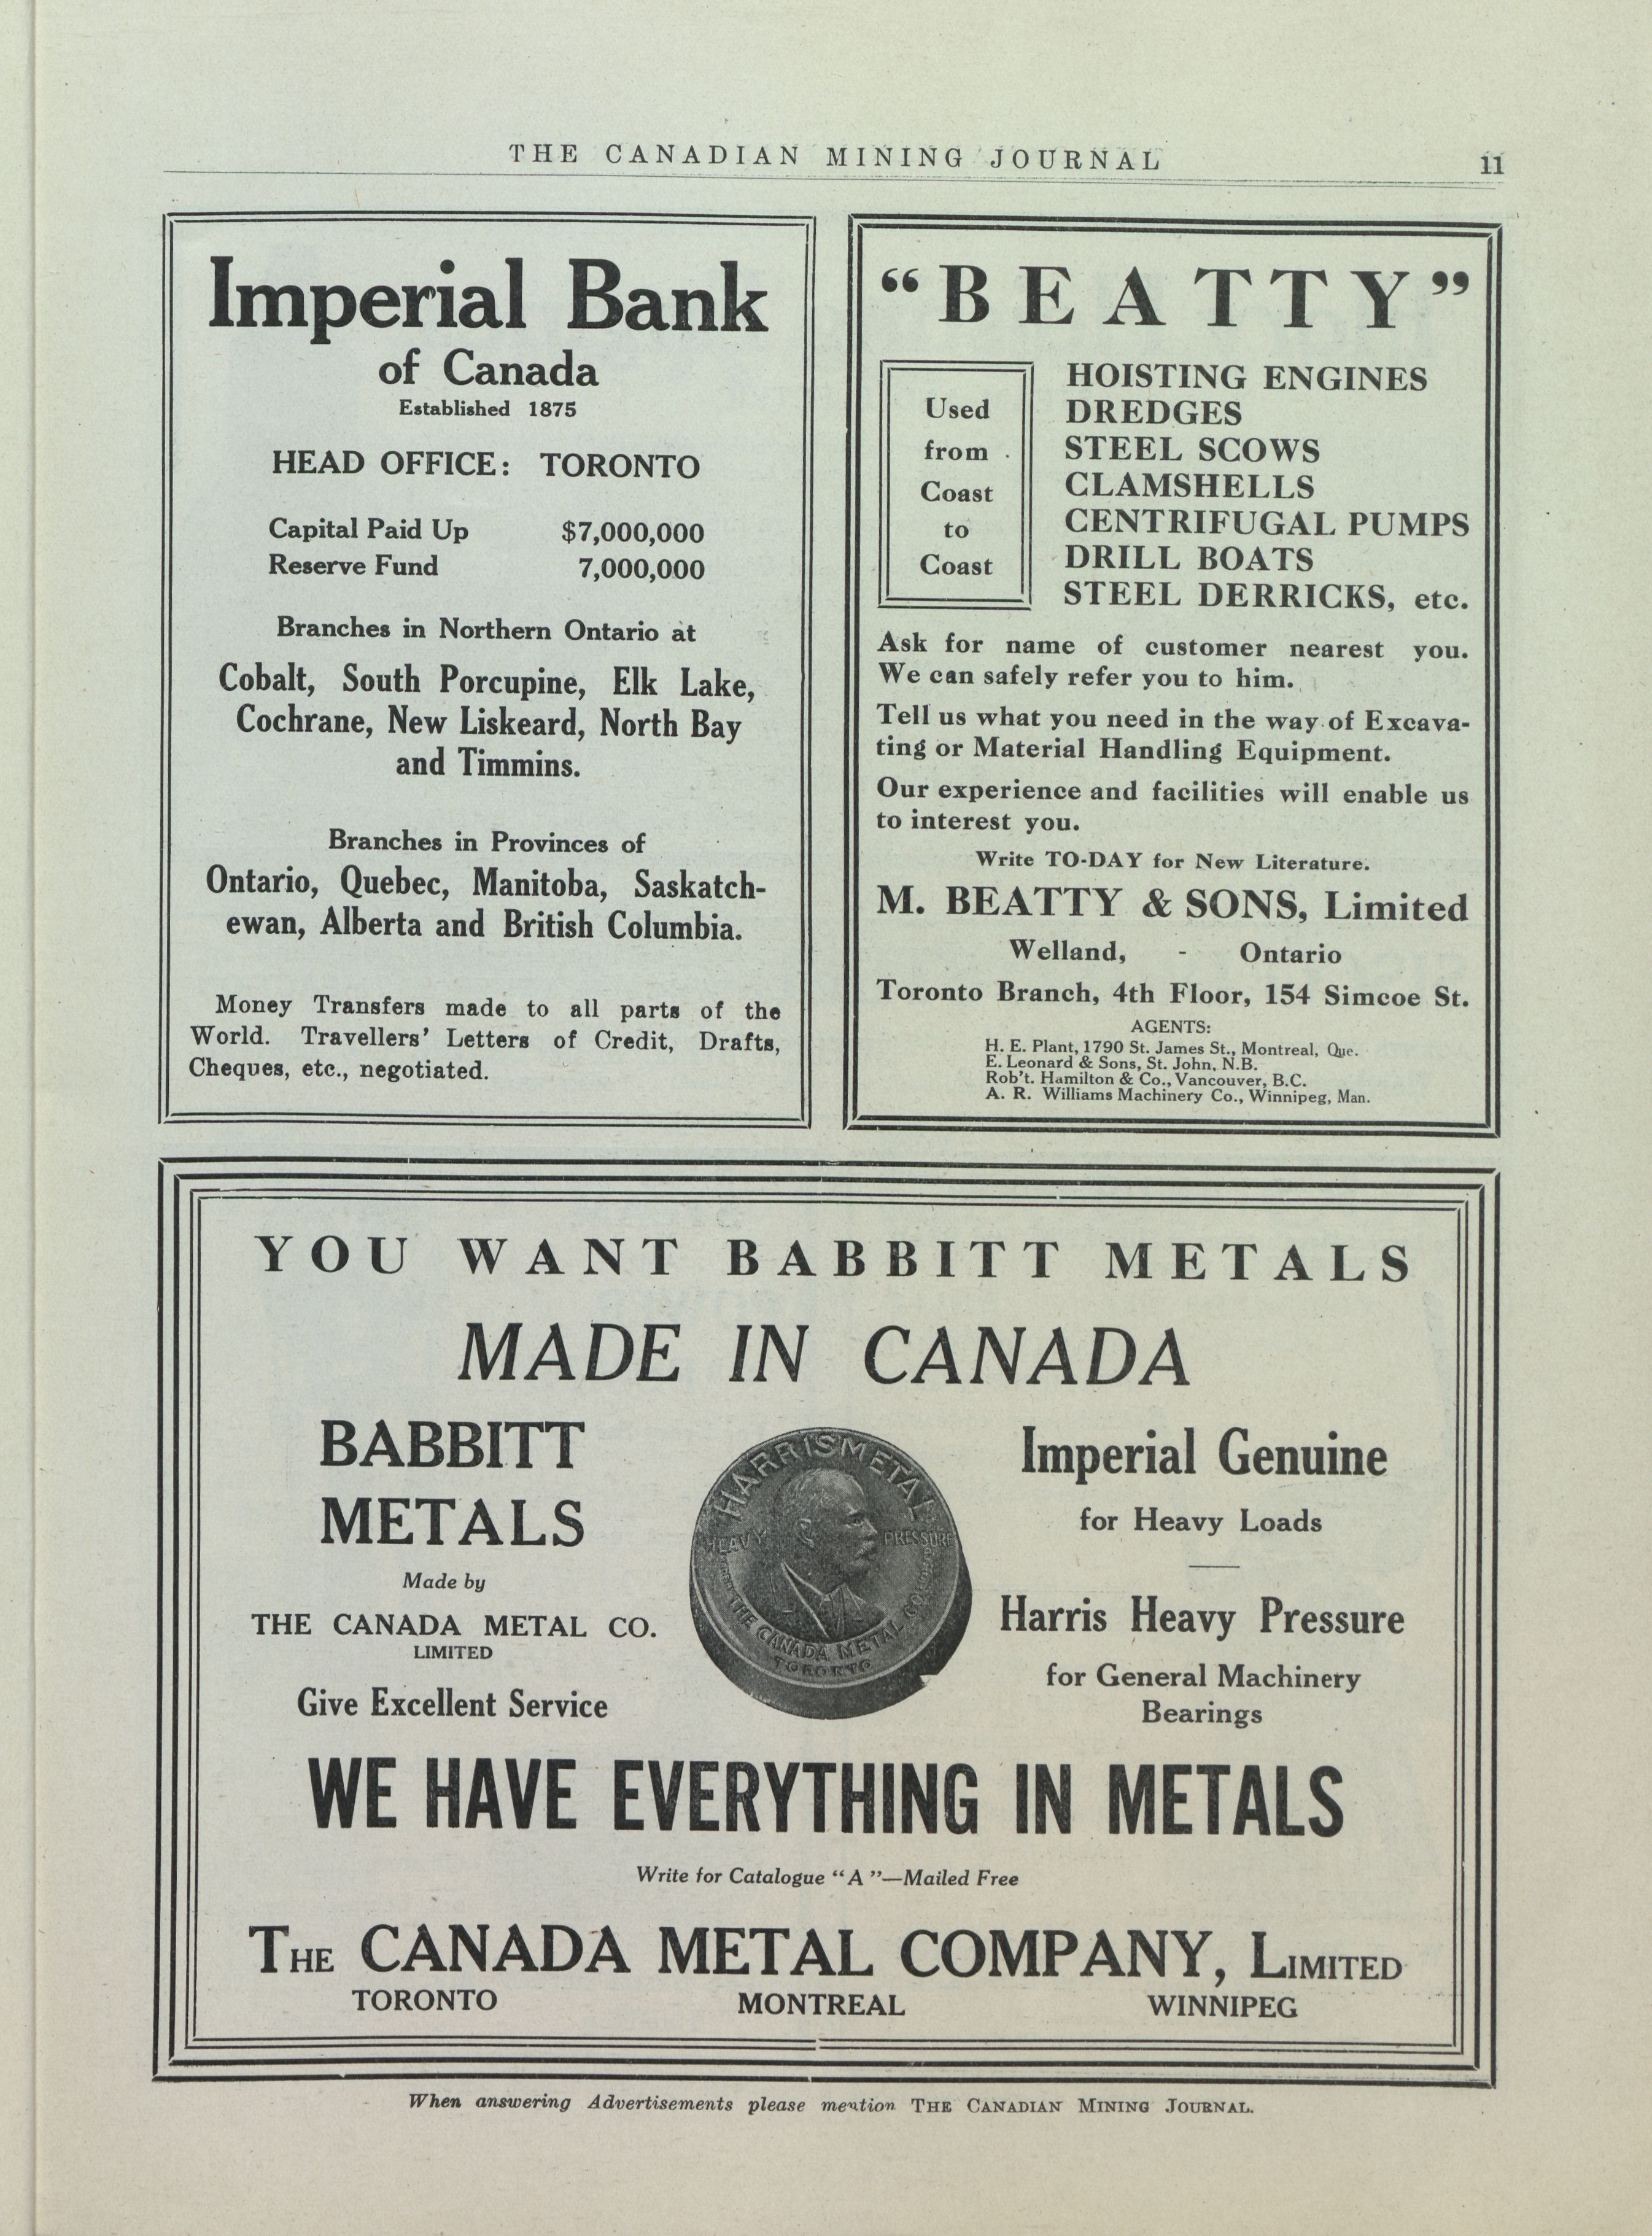 THE CANADIAN MINING JOURNAL 11
Imperial Bank
of Canada
Established 1875
HEAD OFFICE: TORONTO
Capital Paid Up $7,000,000
Reserve Fund 7,000,000
Branches in Northern Ontario at
Cobalt, South Porcupine, Elk Lake,
Cochrane, New Liskeard, North Bay
and Timmins.
Branches in Provinces of
Ontario, Quebec, Manitoba, Saskatch-
ewan, Alberta and British Columbia.
Money Transfers made to all parts of the
World. Travellers' Letters of Credit, Drafts,
Cheques, etc., negotiated.
“BEATTY”
Used
from
Coast
to
Coast
HOISTING ENGINES
DREDGES
STEEL SCOWS
CLAMSHELLS
CENTRIFUGAL PUMPS
DRILL BOATS
STEEL DERRICKS, etc.
Ask for name of customer nearest you.
We can safely refer you to him.
Tell us what you need in the way of Excava-
ting or Material Handling Equipment.
Our experience and facilities will enable us
to interest you.
Write TO-DAY for New Literature.
M. BEATTY & SONS, Limited
Welland, - Ontario
Toronto Branch, 4th Floor, 154 Simcoe St.
AGENTS:
H. E. Plant, 1790 St. James St., Montreal, Que.
E. Leonard & Sons, St. John, N.B.
Rob't. Hamilton & Co., Vancouver, B.C.
A. R. Williams Machinery Co., Winnipeg, Man.
YOU WANT BABBITT METALS
MADE IN CANADA
BABBITT
METALS
Made by
THE CANADA METAL CO.
LIMITED
Give Excellent Service
HARRIS METAL
HEAVY PRESSURE
THE CANADA METAL CO.
TORONTO
Imperial Genuine
for Heavy Loads
Harris Heavy Pressure
for General Machinery
Bearings
WE HAVE EVERYTHING IN METALS
Write for Catalogue “A”—Mailed Free
THE CANADA METAL COMPANY, LIMITED
TORONTO MONTREAL WINNIPEG
When answering Advertisements please mention THE CANADIAN MINING JOURNAL.